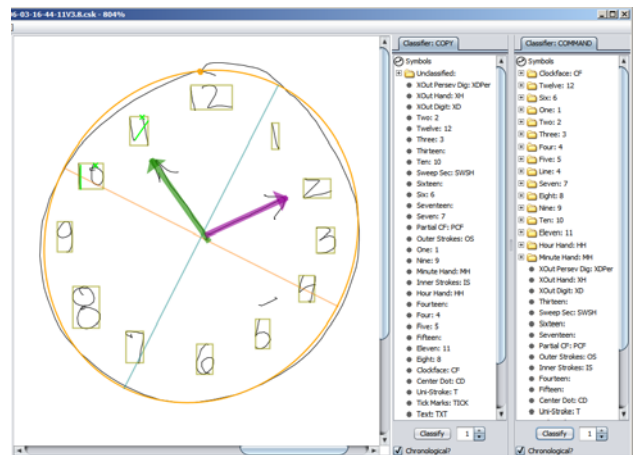 06-03-16-44-11V3.8.csk - 804%
12
1
2
3
5
6
7
8
9
Classifier: COPY
Symbols
Unclassified:
XOut Persev Dig: XDPer
XOut Hand: XH
XOut Digit: XD
Two: 2
Twelve: 12
Three: 3
Thirteen:
Ten: 10
Sweep Sec: SWSH
Sixteen:
Six: 6
Seventeen:
Seven: 7
Partial CF: PCF
Outer Strokes: OS
One: 1
Nine: 9
Minute Hand: MH
Inner Strokes: IS
Hour Hand: HH
Fourteen:
Four: 4
Five: 5
Fifteen:
Eleven: 11
Eight: 8
Clockface: CF
Center Dot: CD
Uni-Stroke: T
Tick Marks: TICK
Text: TXT
Classify 1
Chronological?
Classifier: COMMAND
Symbols
Clockface: CF
Twelve: 12
Six: 6
One: 1
Two: 2
Three: 3
Four: 4
Five: 5
Line: 4
Seven: 7
Eight: 8
Nine: 9
Ten: 10
Eleven: 11
Hour Hand: HH
Minute Hand: MH
XOut Persev Dig: XDPer
XOut Hand: XH
XOut Digit: XD
Thirteen:
Sweep Sec: SWSH
Sixteen:
Seventeen:
Partial CF: PCF
Outer Strokes: OS
Inner Strokes: IS
Fourteen:
Fifteen:
Center Dot: CD
Uni-Stroke: T
Classify 1
Chronological?